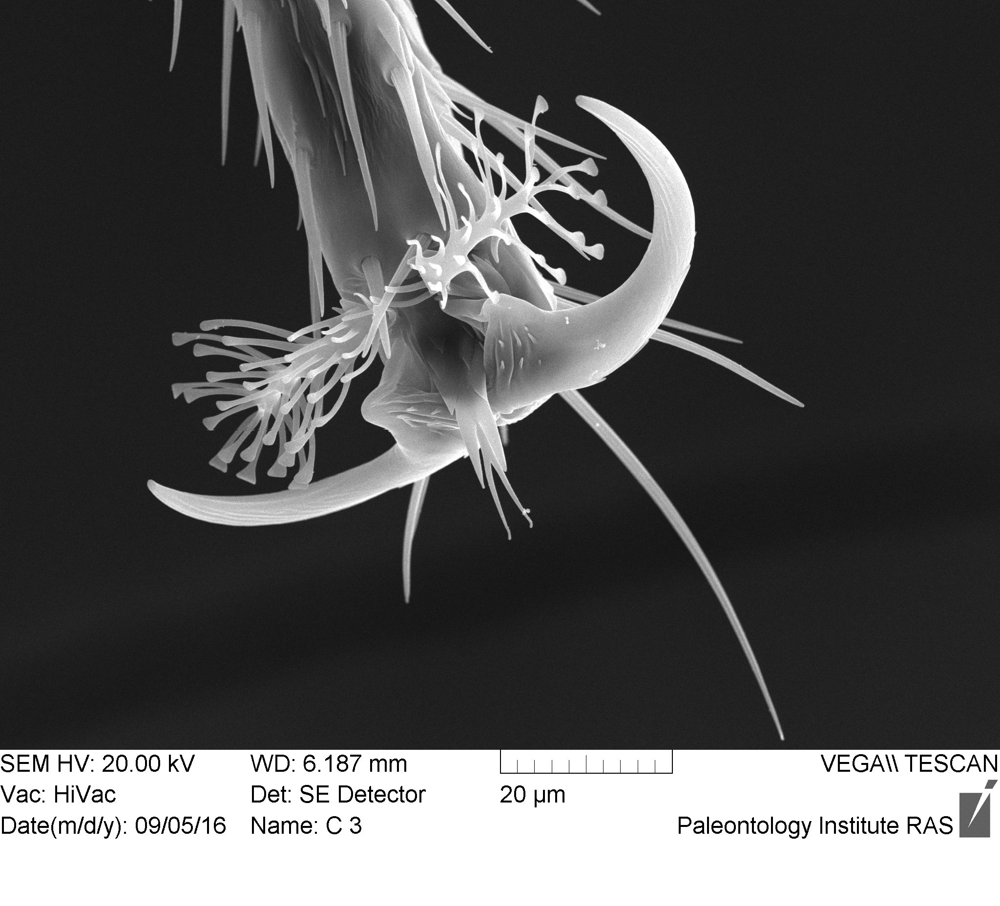 SEM HV: 20.00 kV WD: 6.187 mm VEGA\\ TESCAN
Vac: HiVac Det: SE Detector 20 µm
Date(m/d/y): 09/05/16 Name: C 3 Paleontology Institute RAS